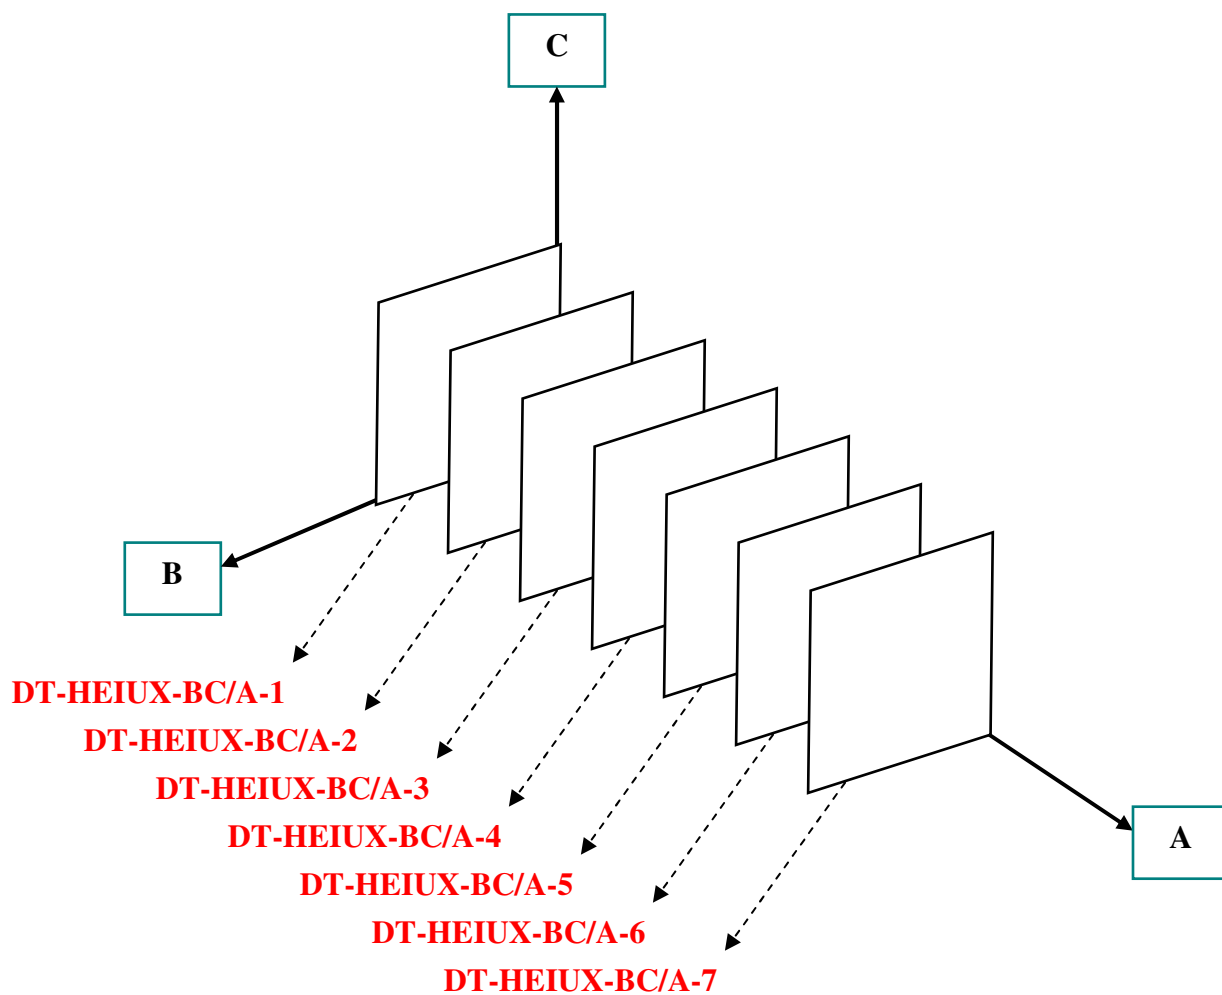 C
B
DT-HEIUX-BC/A-1
DT-HEIUX-BC/A-2
DT-HEIUX-BC/A-3
DT-HEIUX-BC/A-4
A
DT-HEIUX-BC/A-5
DT-HEIUX-BC/A-6
DT-HEIUX-BC/A-7